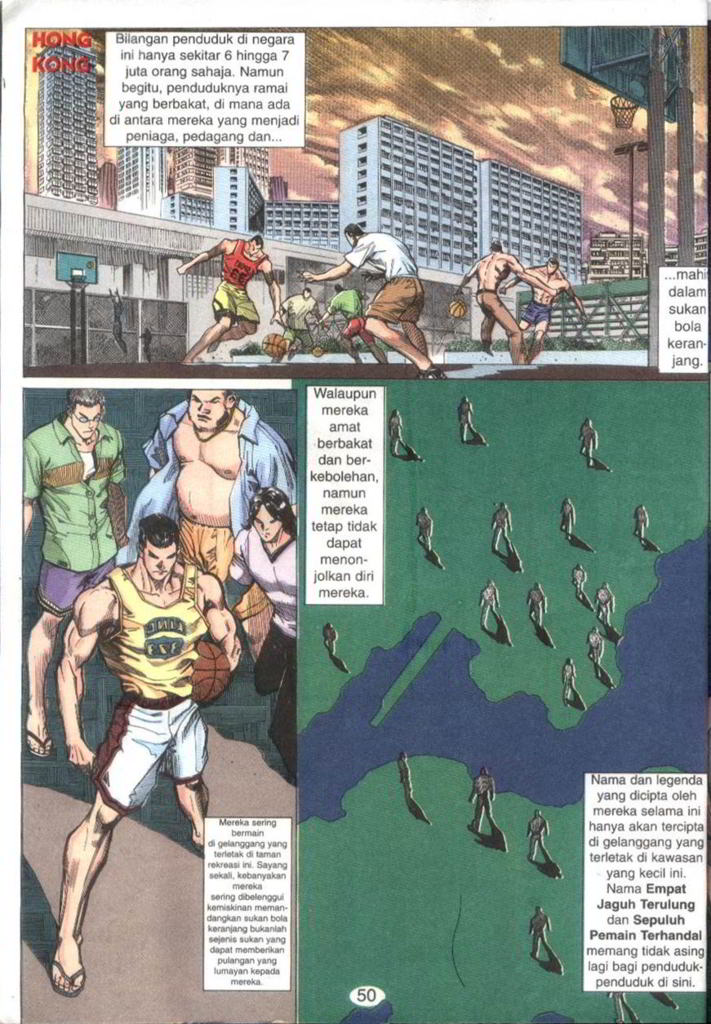 HONG
KONG
Bilangan penduduk di negara
ini hanya sekitar 6 hingga 7
juta orang sahaja. Namun
begitu, penduduknya ramai
yang berbakat, di mana ada
di antara mereka yang menjadi
peniaga, pedagang dan...
...mahi
dalam
sukan
bola
keran-
jang.
Walaupun
mereka
amat
berbakat
dan ber-
kebolehan,
namun
mereka
tetap tidak
dapat
menon-
jolkan diri
mereka.
Mereka sering
bermain
di gelanggang yang
terletak di taman
rekreasi ini. Sayang
sekali, kebanyakan
mereka
sering dibelenggui
kemiskinan meman-
dangkan sukan bola
keranjang bukanlah
sejenis sukan yang
dapat memberikan
pulangan yang
lumayan kepada
mereka.
Nama dan legenda
yang dicipta oleh
mereka selama ini
hanya akan tercipta
di gelanggang yang
terletak di kawasan
yang kecil ini.
Nama Empat
Jaguh Terulung
dan Sepuluh
Pemain Terhandal
memang tidak asing
lagi bagi penduduk-
penduduk di sini.
50